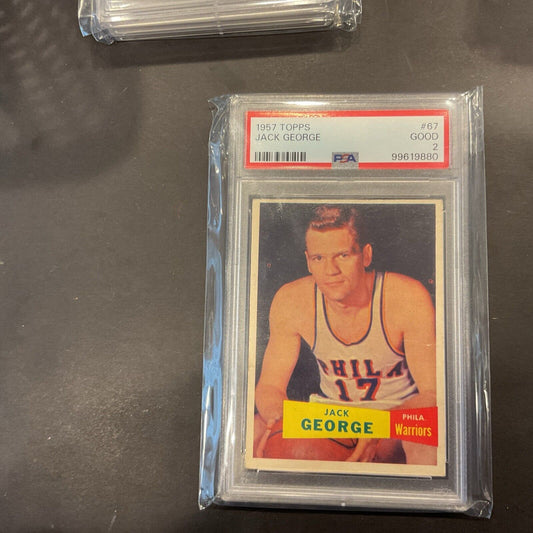 1957 TOPPS #67
JACK GEORGE GOOD
2
PSA 99619880
PHILA
17
JACK
GEORGE
PHILA.
Warriors